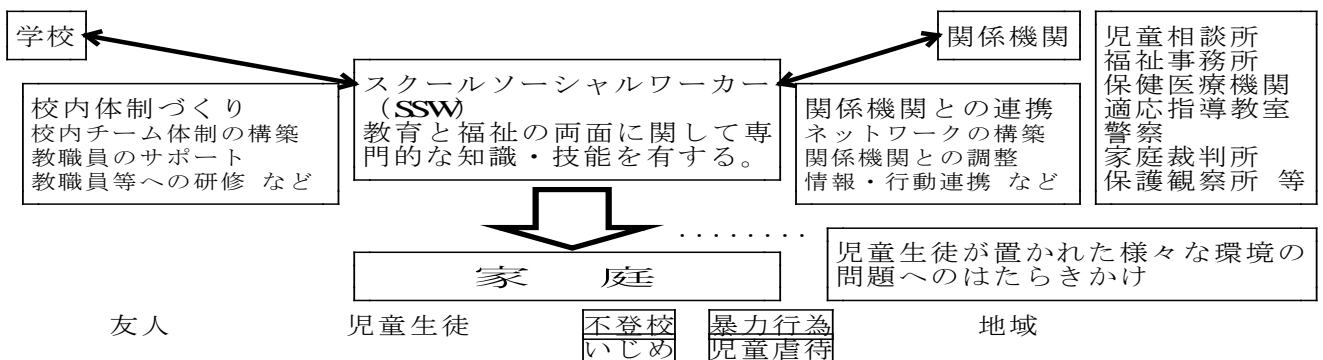 学校
関係機関
児童相談所
福祉事務所
保健医療機関
適応指導教室
警察
家庭裁判所
保護観察所 等
スクールソーシャルワーカー
(SSW)
教育と福祉の両面に関して専
門的な知識・技能を有する。
校内体制づくり
校内チーム体制の構築
教職員のサポート
教職員等への研修 など
関係機関との連携
ネットワークの構築
関係機関との調整
情報・行動連携 など
........
児童生徒が置かれた様々な環境の
問題へのはたらきかけ
家 庭
友人 児童生徒 不登校 暴力行為 地域
いじめ 児童虐待